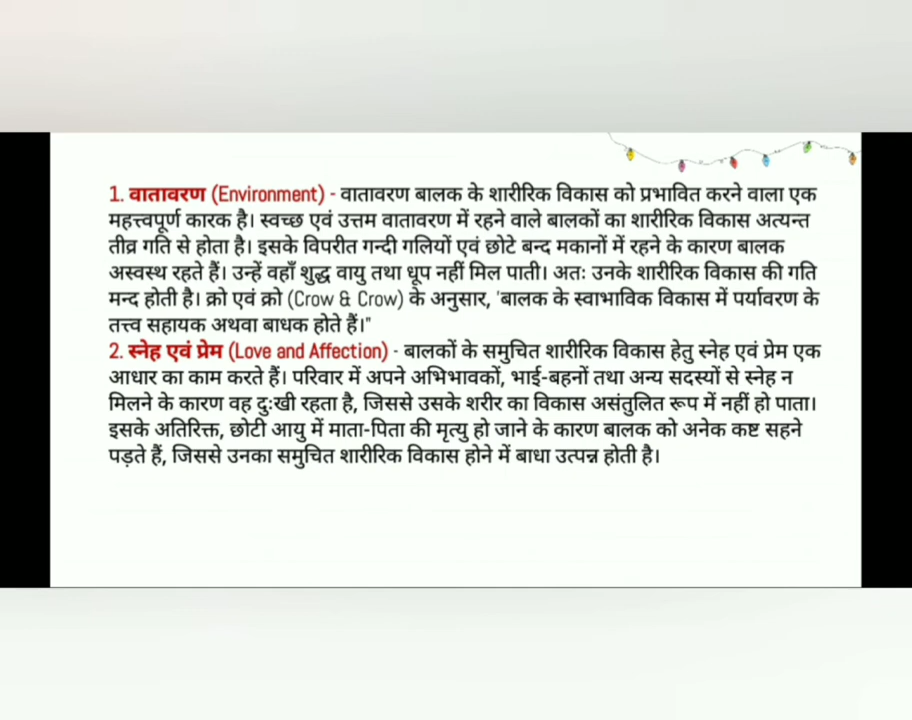 1. वातावरण (Environment) - वातावरण बालक के शारीरिक विकास को प्रभावित करने वाला एक
महत्त्वपूर्ण कारक है। स्वच्छ एवं उत्तम वातावरण में रहने वाले बालकों का शारीरिक विकास अत्यन्त
तीव्र गति से होता है। इसके विपरीत गन्दी गलियों एवं छोटे बन्द मकानों में रहने के कारण बालक
अस्वस्थ रहते हैं। उन्हें वहाँ शुद्ध वायु तथा धूप नहीं मिल पाती। अतः उनके शारीरिक विकास की गति
मन्द होती है। क्रो एवं क्रो (Crow & Crow) के अनुसार, 'बालक के स्वाभाविक विकास में पर्यावरण के
तत्त्व सहायक अथवा बाधक होते हैं।"
2. स्नेह एवं प्रेम (Love and Affection) - बालकों के समुचित शारीरिक विकास हेतु स्नेह एवं प्रेम एक
आधार का काम करते हैं। परिवार में अपने अभिभावकों, भाई-बहनों तथा अन्य सदस्यों से स्नेह न
मिलने के कारण वह दुःखी रहता है, जिससे उसके शरीर का विकास असंतुलित रूप में नहीं हो पाता।
इसके अतिरिक्त, छोटी आयु में माता-पिता की मृत्यु हो जाने के कारण बालक को अनेक कष्ट सहने
पड़ते हैं, जिससे उनका समुचित शारीरिक विकास होने में बाधा उत्पन्न होती है।